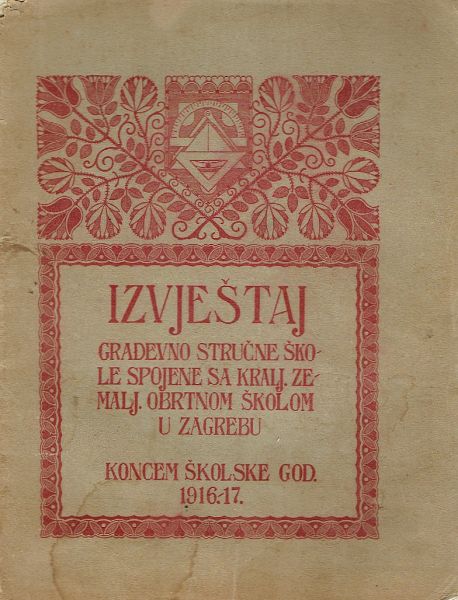 IZVJEŠTAJ
GRAĐEVNO STRUČNE ŠKO-
LE SPOJENE SA KRALJ. ZE-
MALJ. OBRTNOM ŠKOLOM
U ZAGREBU
KONCEM ŠKOLSKE GOD.
1916.-17.